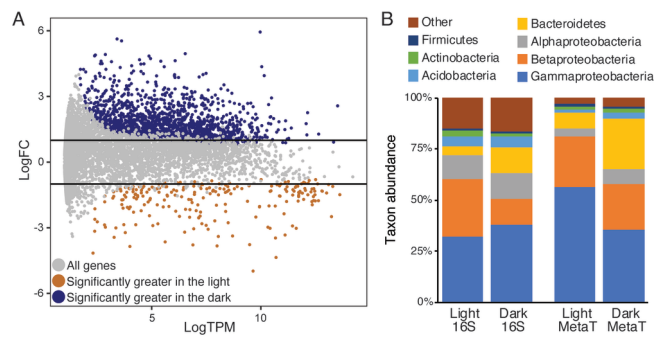 A
6
3
0
-3
-6
LogFC
All genes
Significantly greater in the light
Significantly greater in the dark
5
10
LogTPM
B
Other
Firmicutes
Actinobacteria
Acidobacteria
Bacteroidetes
Alphaproteobacteria
Betaproteobacteria
Gammaproteobacteria
100%
75%
50%
25%
0%
Taxon abundance
Light
16S
Dark
16S
Light
MetaT
Dark
MetaT